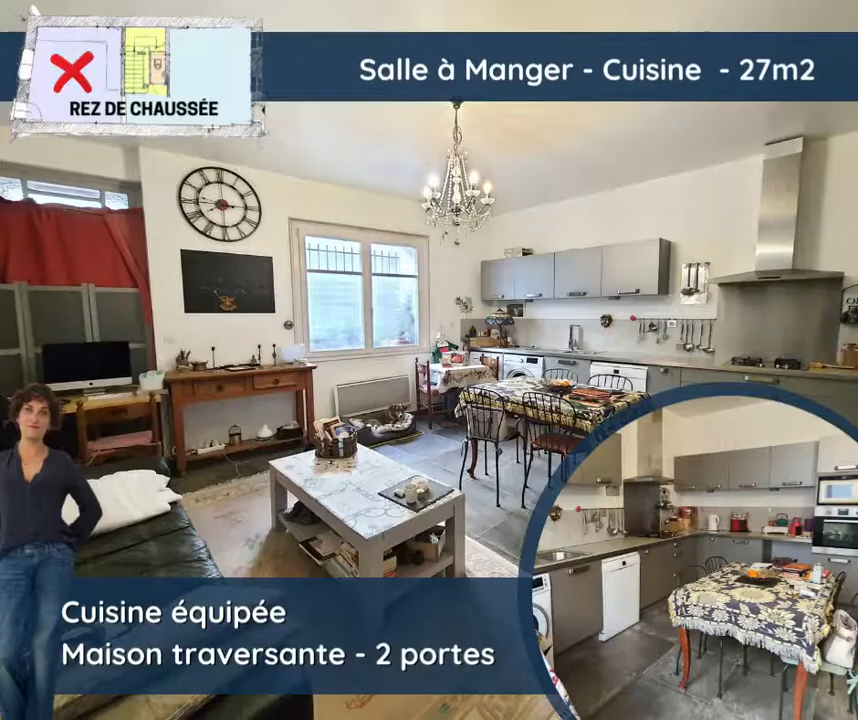 Salle à Manger - Cuisine - 27m2
REZ DE CHAUSSÉE
Cuisine équipée
Maison traversante - 2 portes